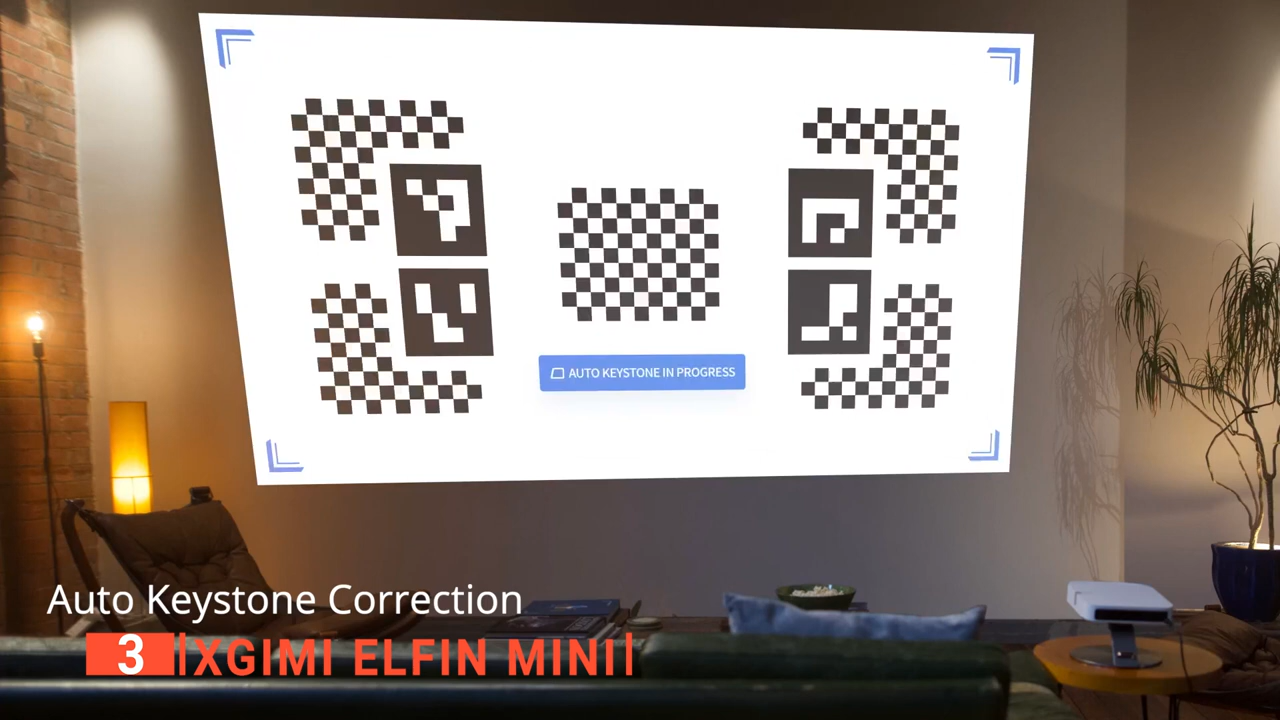 AUTO KEYSTONE IN PROGRESS
Auto Keystone Correction
3 XGIMI ELFIN MINI